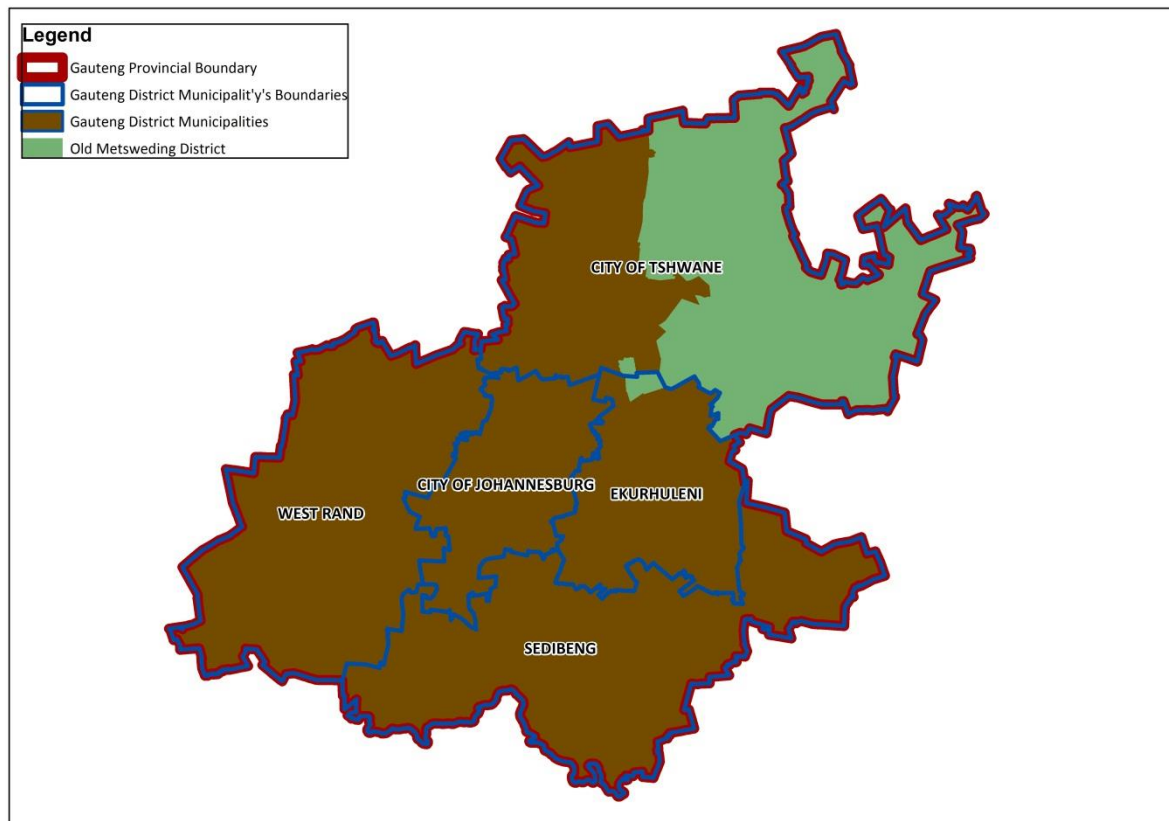 Legend
Gauteng Provincial Boundary
Gauteng District Municipalit'y's Boundaries
Gauteng District Municipalities
Old Metsweding District
CITY OF TSHWANE
CITY OF JOHANNESBURG
EKURHULENI
WEST RAND
SEDIBENG